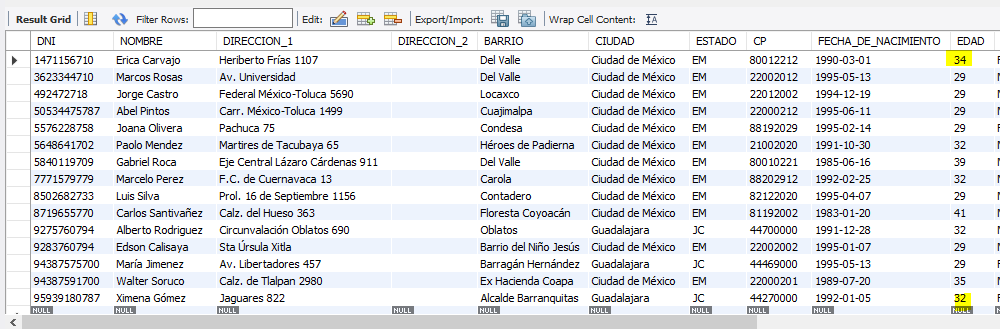 Result Grid Filter Rows: Edit: Export/Import: Wrap Cell Content: IA
DNI NOMBRE DIRECCION_1 DIRECCION_2 BARRIO CIUDAD ESTADO CP FECHA_DE_NACIMIENTO EDAD
1471156710 Erica Carvajo Heriberto Frías 1107 Del Valle Ciudad de México EM 80012212 1990-03-01 34
3623344710 Marcos Rosas Av. Universidad Del Valle Ciudad de México EM 22002012 1995-05-13 29
492472718 Jorge Castro Federal México-Toluca 5690 Locaxco Ciudad de México EM 22012002 1994-12-19 29
50534475787 Abel Pintos Carr. México-Toluca 1499 Cuajimalpa Ciudad de México EM 22000212 1995-06-11 29
5576228758 Joana Olivera Pachuca 75 Condesa Ciudad de México EM 88192029 1995-02-14 29
5648641702 Paolo Mendez Martires de Tacubaya 65 Héroes de Padierna Ciudad de México EM 21002020 1991-10-30 32
5840119709 Gabriel Roca Eje Central Lázaro Cárdenas 911 Del Valle Ciudad de México EM 80010221 1985-06-16 39
7771579779 Marcelo Perez F.C. de Cuernavaca 13 Carola Ciudad de México EM 88202912 1992-02-25 32
8502682733 Luis Silva Prol. 16 de Septiembre 1156 Contadero Ciudad de México EM 82122020 1995-04-07 29
8719655770 Carlos Santivañez Calz. del Hueso 363 Floresta Coyoacán Ciudad de México EM 81192002 1983-01-20 41
9275760794 Alberto Rodriguez Circunvalación Oblatos 690 Oblatos Guadalajara JC 44700000 1991-12-28 32
9283760794 Edson Calisaya Sta Úrsula Xitla Barrio del Niño Jesús Ciudad de México EM 22002002 1995-01-07 29
94387575700 María Jimenez Av. Libertadores 457 Barragán Hernández Guadalajara JC 44469000 1995-05-13 29
94387591700 Walter Soruco Calz. de Tlalpan 2980 Ex Hacienda Coapa Ciudad de México EM 22000201 1989-07-20 35
95939180787 Ximena Gómez Jaguares 822 Alcalde Barranquitas Guadalajara JC 44270000 1992-01-05 32
NULL NULL NULL NULL NULL NULL NULL NULL NULL NULL